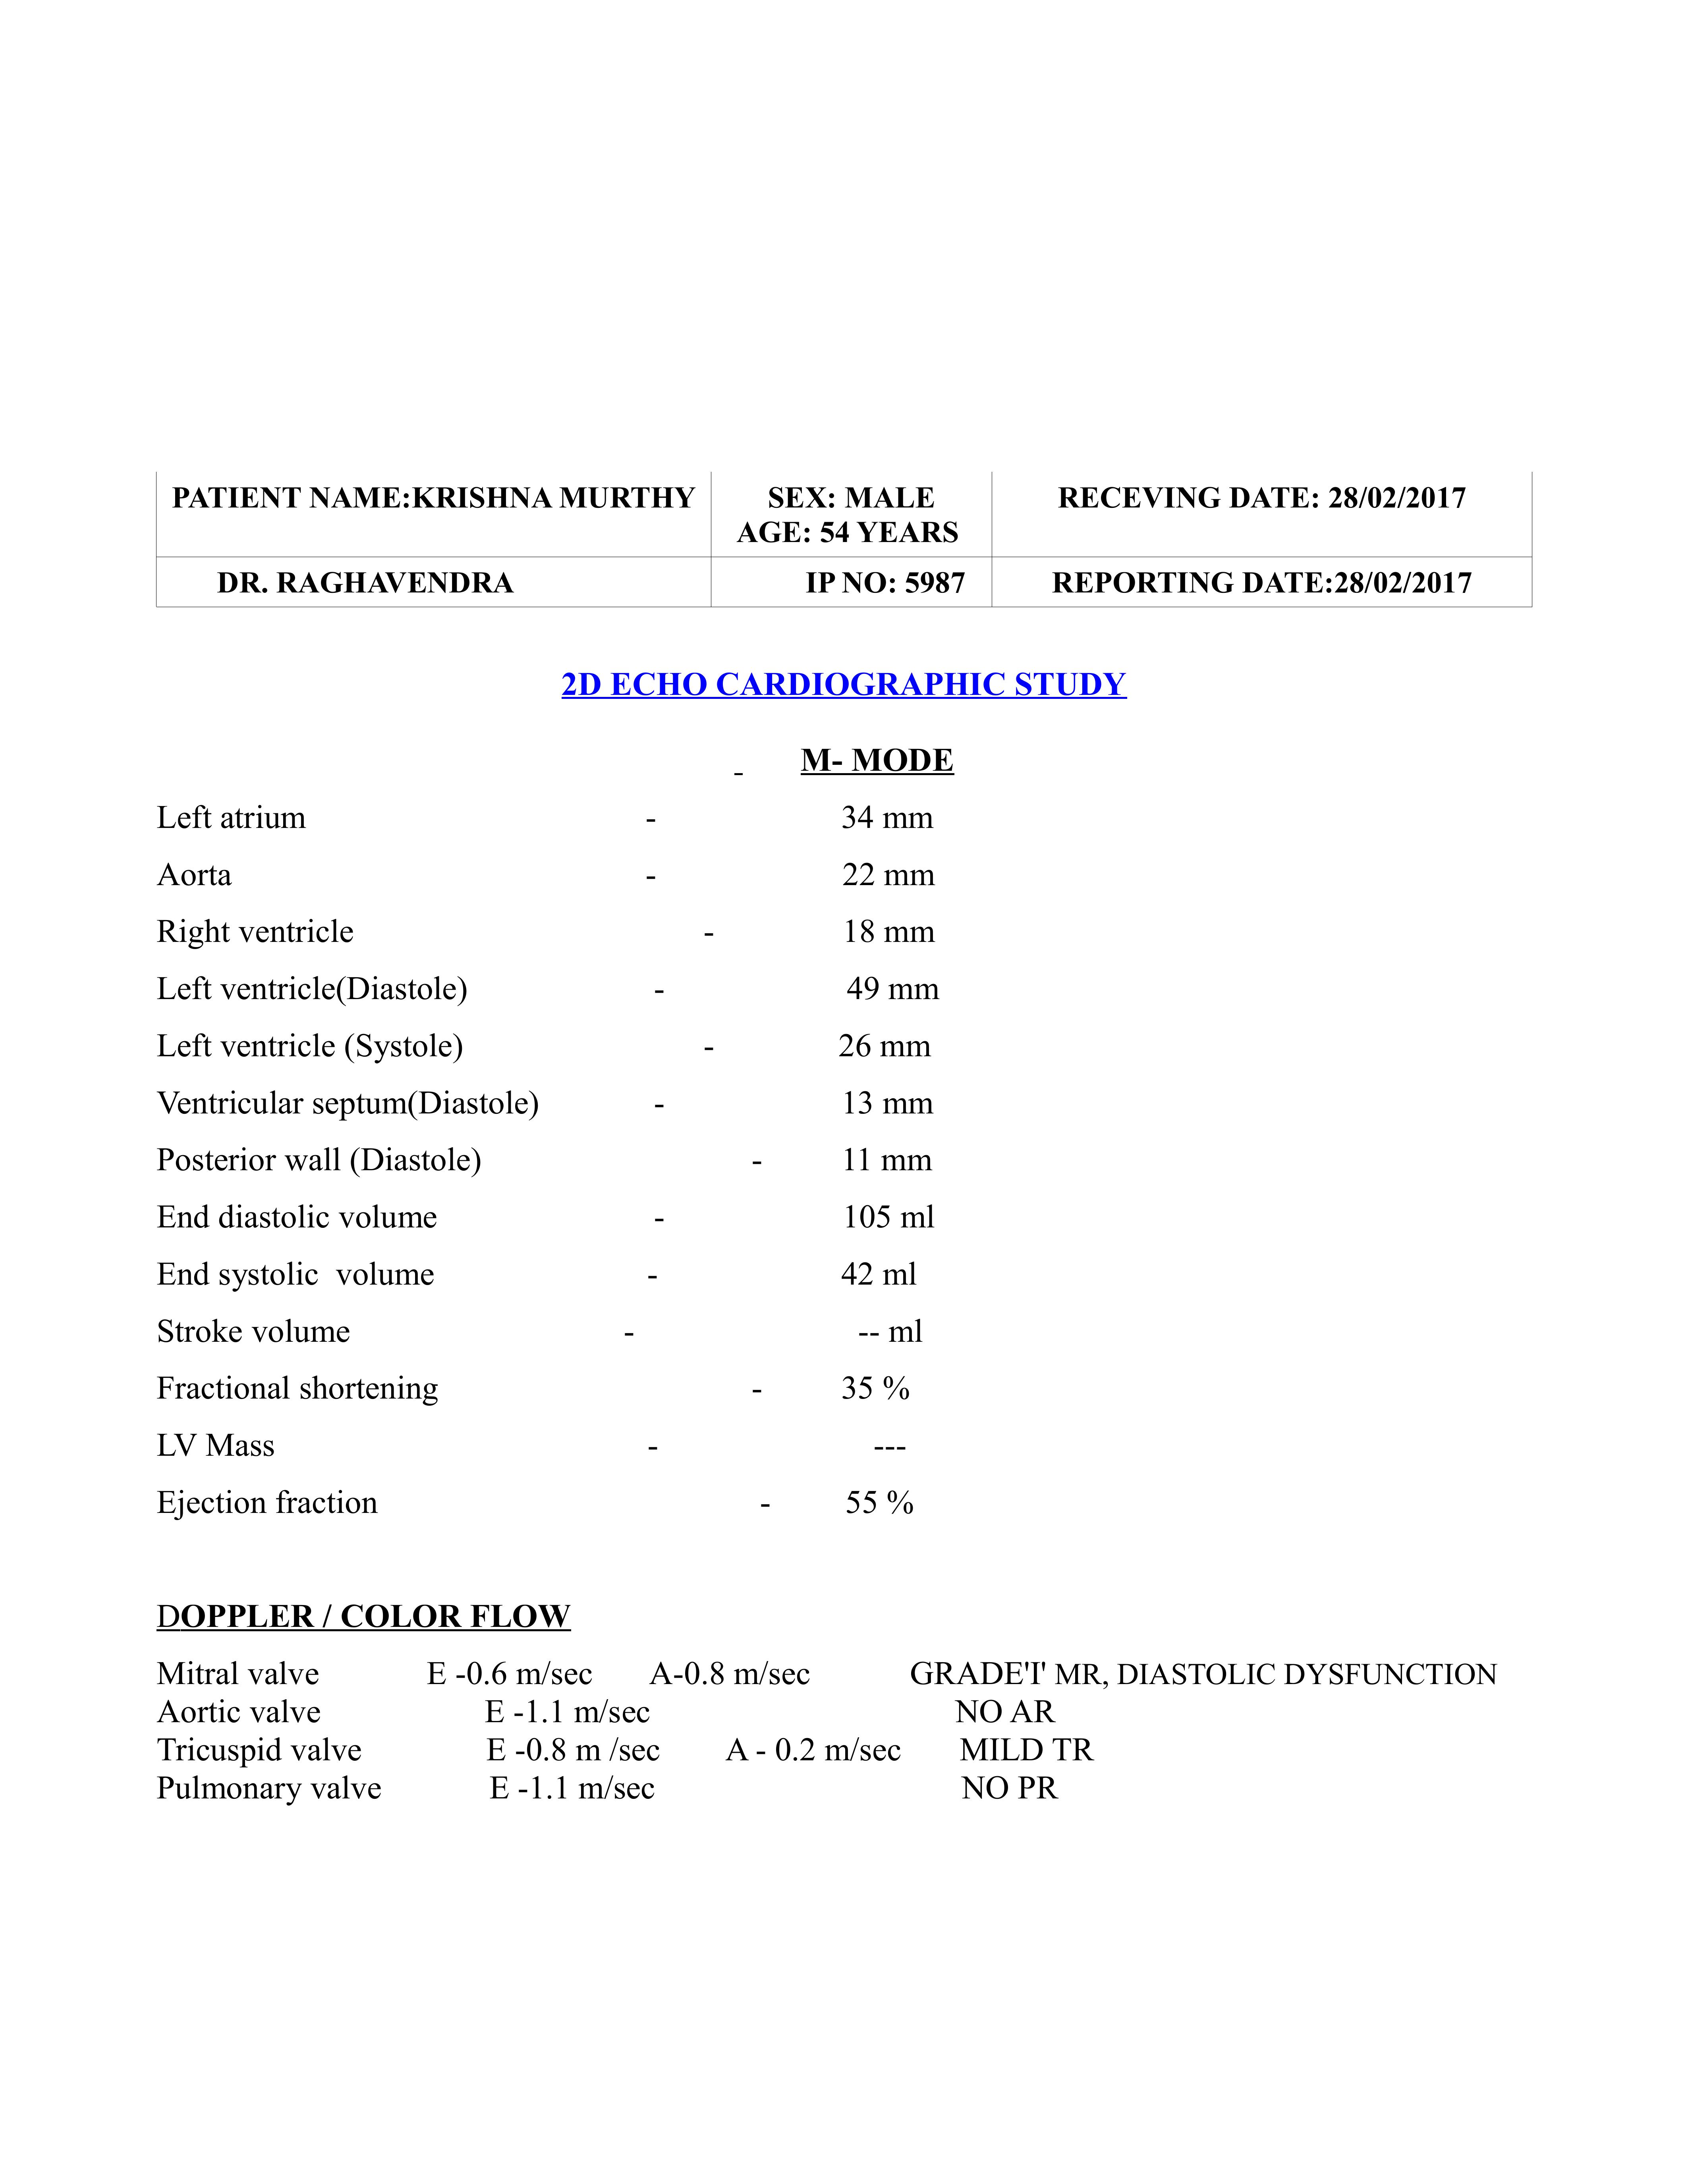 PATIENT NAME:KRISHNA MURTHY SEX: MALE RECEVING DATE: 28/02/2017
AGE: 54 YEARS
DR. RAGHAVENDRA IP NO: 5987 REPORTING DATE:28/02/2017
2D ECHO CARDIOGRAPHIC STUDY
- M- MODE
Left atrium - 34 mm
Aorta - 22 mm
Right ventricle - 18 mm
Left ventricle(Diastole) - 49 mm
Left ventricle (Systole) - 26 mm
Ventricular septum(Diastole) - 13 mm
Posterior wall (Diastole) - 11 mm
End diastolic volume - 105 ml
End systolic  volume - 42 ml
Stroke volume - -- ml
Fractional shortening - 35 %
LV Mass - ---
Ejection fraction - 55 %
DOPPLER / COLOR FLOW
Mitral valve E -0.6 m/sec A-0.8 m/sec GRADE'I' MR, DIASTOLIC DYSFUNCTION
Aortic valve E -1.1 m/sec NO AR
Tricuspid valve E -0.8 m /sec A - 0.2 m/sec MILD TR
Pulmonary valve E -1.1 m/sec NO PR